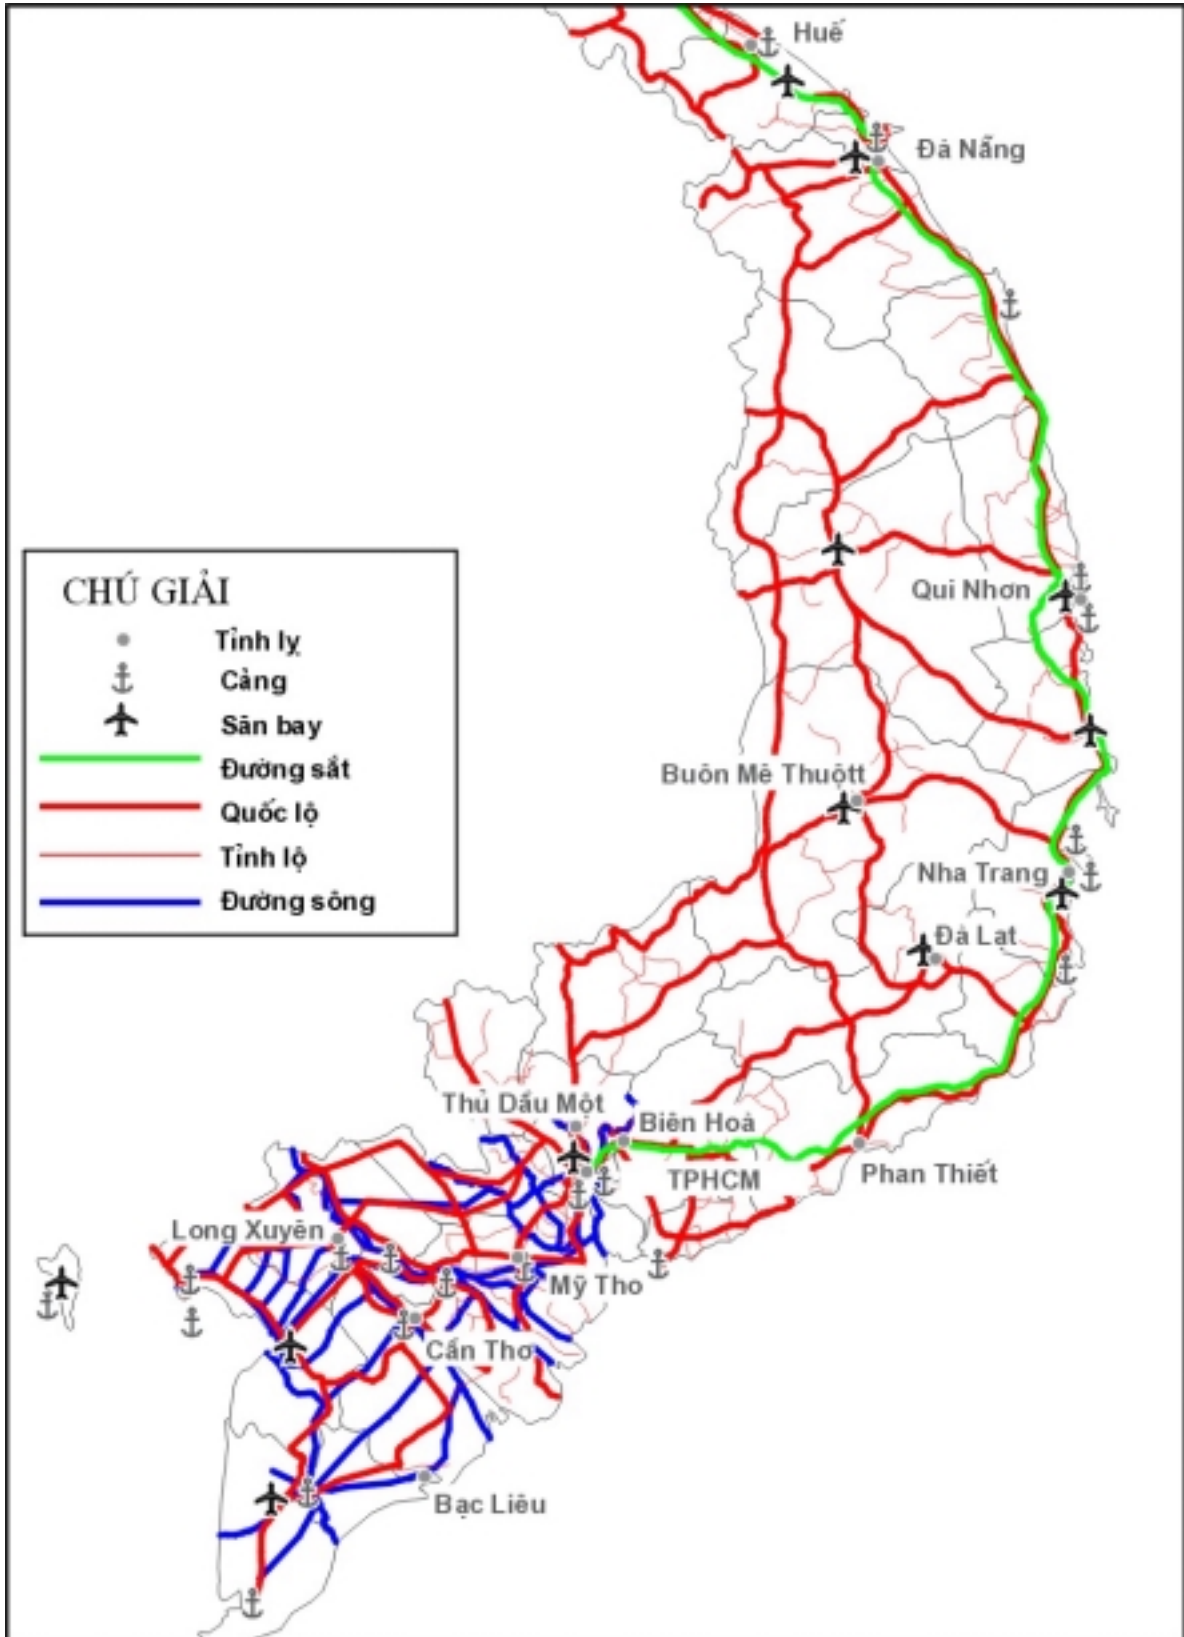 Huế
Đà Nẵng
CHÚ GIẢI
Tỉnh lỵ
Cảng
Sân bay
Đường sắt
Quốc lộ
Tỉnh lộ
Đường sông
Qui Nhơn
Buôn Mê Thuộtt
Nha Trang
Đà Lạt
Thủ Dầu Một
Biên Hoà
TPHCM
Phan Thiết
Long Xuyên
Mỹ Tho
Cần Thơ
Bạc Liêu